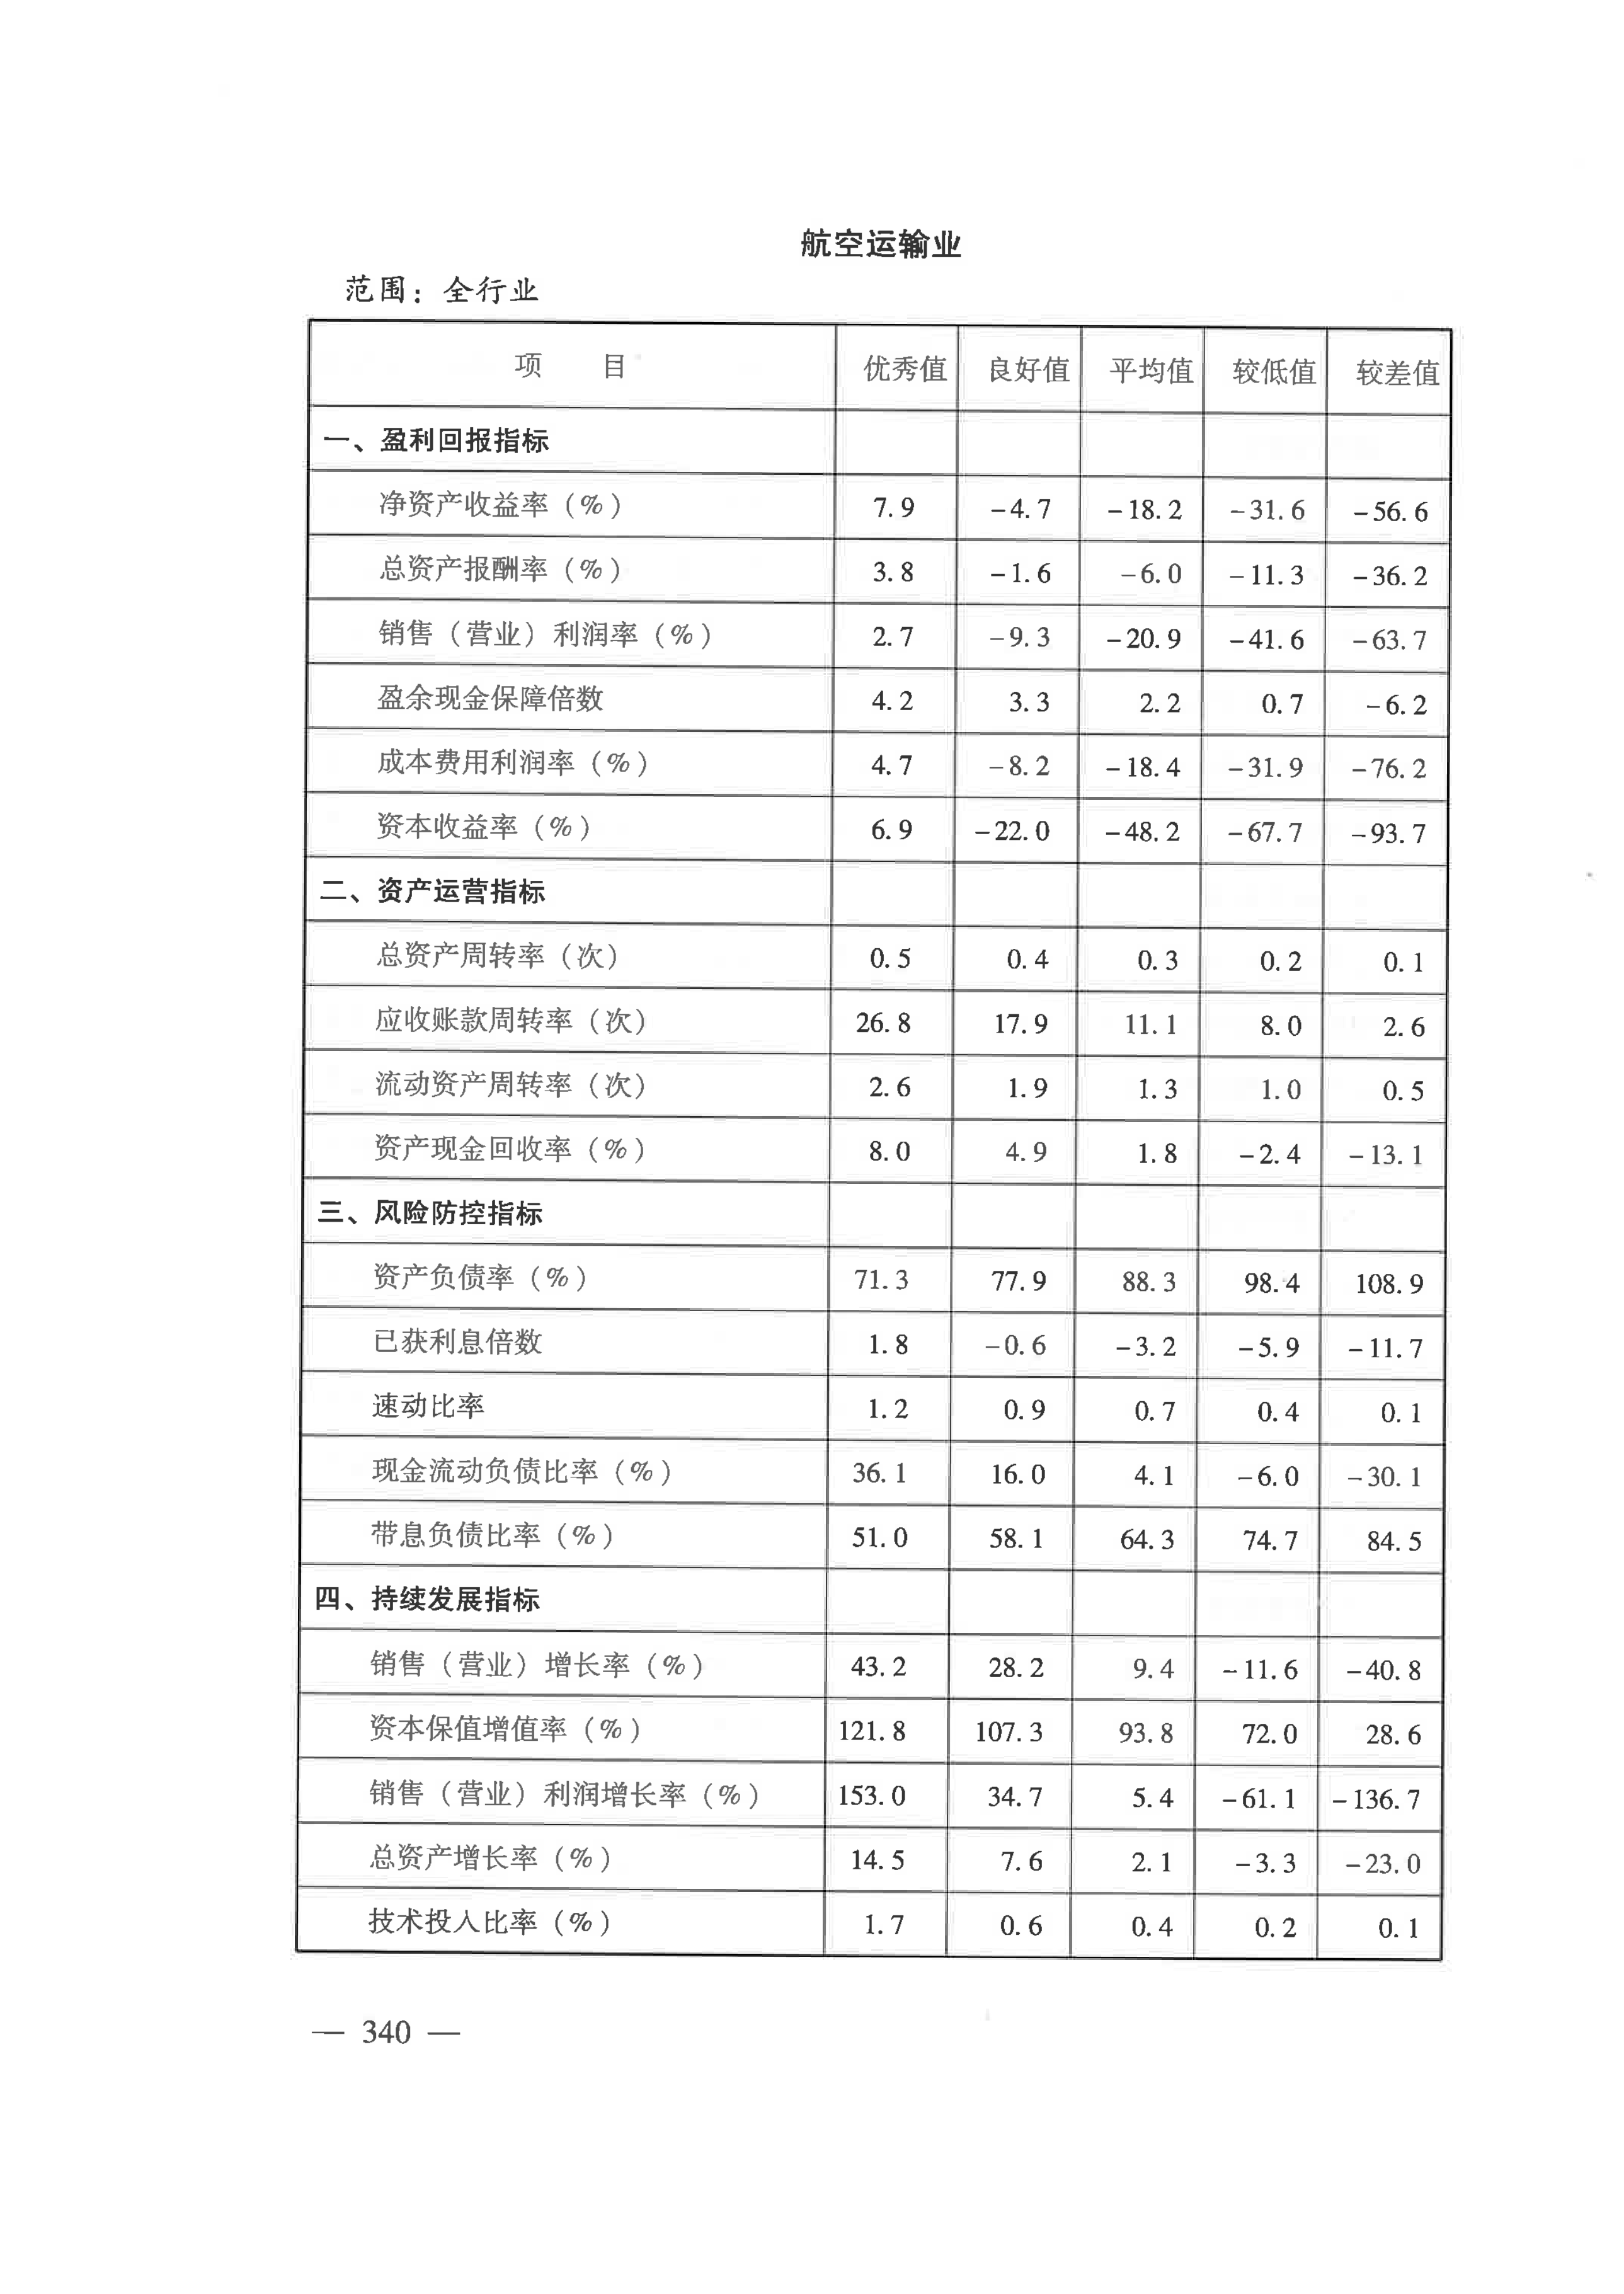 航空运输业
范围：全行业
项 目 优秀值 良好值 平均值 较低值 较差值
一、盈利回报指标
净资产收益率（%） 7.9 -4.7 -18.2 -31.6 -56.6
总资产报酬率（%） 3.8 -1.6 -6.0 -11.3 -36.2
销售（营业）利润率（%） 2.7 -9.3 -20.9 -41.6 -63.7
盈余现金保障倍数 4.2 3.3 2.2 0.7 -6.2
成本费用利润率（%） 4.7 -8.2 -18.4 -31.9 -76.2
资本收益率（%） 6.9 -22.0 -48.2 -67.7 -93.7
二、资产运营指标
总资产周转率（次） 0.5 0.4 0.3 0.2 0.1
应收账款周转率（次） 26.8 17.9 11.1 8.0 2.6
流动资产周转率（次） 2.6 1.9 1.3 1.0 0.5
资产现金回收率（%） 8.0 4.9 1.8 -2.4 -13.1
三、风险防控指标
资产负债率（%） 71.3 77.9 88.3 98.4 108.9
已获利息倍数 1.8 -0.6 -3.2 -5.9 -11.7
速动比率 1.2 0.9 0.7 0.4 0.1
现金流动负债比率（%） 36.1 16.0 4.1 -6.0 -30.1
带息负债比率（%） 51.0 58.1 64.3 74.7 84.5
四、持续发展指标
销售（营业）增长率（%） 43.2 28.2 9.4 -11.6 -40.8
资本保值增值率（%） 121.8 107.3 93.8 72.0 28.6
销售（营业）利润增长率（%） 153.0 34.7 5.4 -61.1 -136.7
总资产增长率（%） 14.5 7.6 2.1 -3.3 -23.0
技术投入比率（%） 1.7 0.6 0.4 0.2 0.1
— 340 —